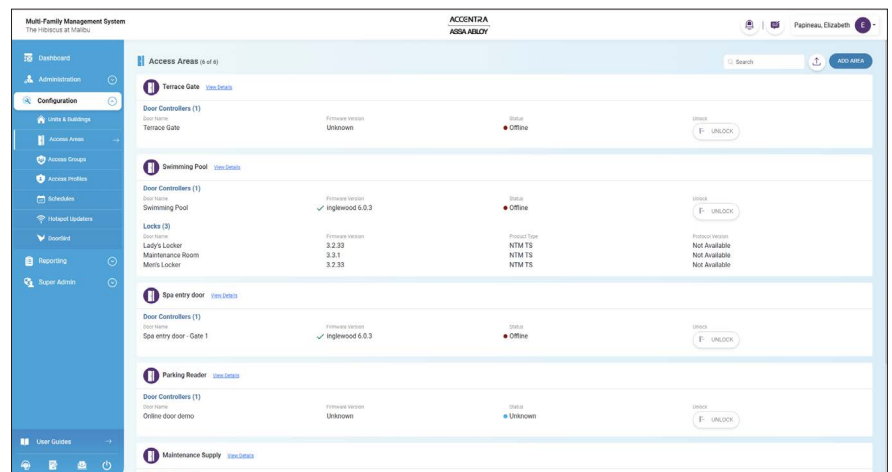 Multi-Family Management System
The Hibiscus at Malibu
ACCENTRA
ASSA ABLOY
Papineau, Elizabeth E
Dashboard
Administration
Configuration
Units & Buildings
Access Areas
Access Groups
Access Profiles
Schedules
Hotspot Updaters
DoorBird
Reporting
Super Admin
User Guides
Access Areas (6 of 6)
Search
ADD AREA
Terrace Gate View Details
Door Controllers (1)
Door Name Firmware Version Status Unlock
Terrace Gate Unknown Offline UNLOCK
Swimming Pool View Details
Door Controllers (1)
Door Name Firmware Version Status Unlock
Swimming Pool inglewood 6.0.3 Offline UNLOCK
Locks (3)
Door Name Firmware Version Product Type Protocol Version
Lady's Locker 3.2.33 NTM TS Not Available
Maintenance Room 3.3.1 NTM TS Not Available
Men's Locker 3.2.33 NTM TS Not Available
Spa entry door View Details
Door Controllers (1)
Door Name Firmware Version Status Unlock
Spa entry door - Gate 1 inglewood 6.0.3 Offline UNLOCK
Parking Reader View Details
Door Controllers (1)
Door Name Firmware Version Status Unlock
Online door demo Unknown Unknown UNLOCK
Maintenance Supply View Details